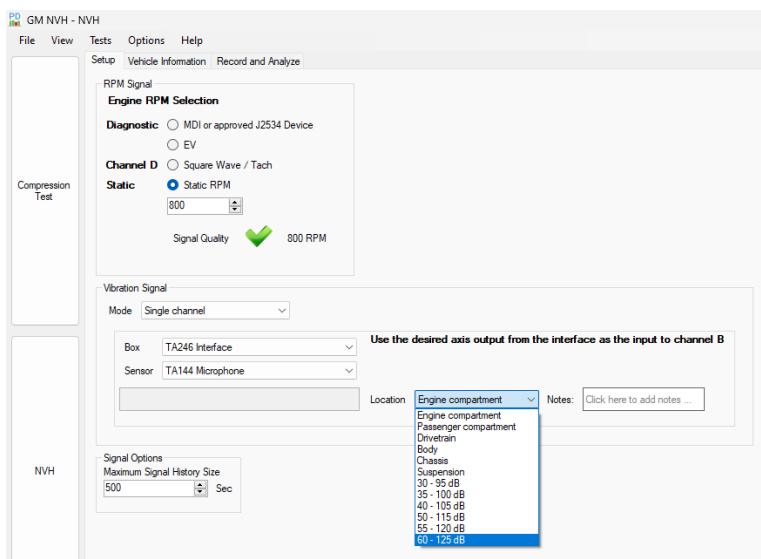 PD GM NVH - NVH
File View Tests Options Help
Setup Vehicle Information Record and Analyze
RPM Signal
Engine RPM Selection
Diagnostic MDI or approved J2534 Device
EV
Channel D Square Wave / Tach
Static Static RPM
800
Signal Quality 800 RPM
Compression
Test
Vibration Signal
Mode Single channel
Box TA246 Interface
Use the desired axis output from the interface as the input to channel B
Sensor TA144 Microphone
Location Engine compartment Notes: Click here to add notes ...
Engine compartment
Passenger compartment
Drivetrain
Body
Chassis
Suspension
30 - 95 dB
35 - 100 dB
40 - 105 dB
50 - 115 dB
55 - 120 dB
60 - 125 dB
Signal Options
Maximum Signal History Size
500 Sec
NVH